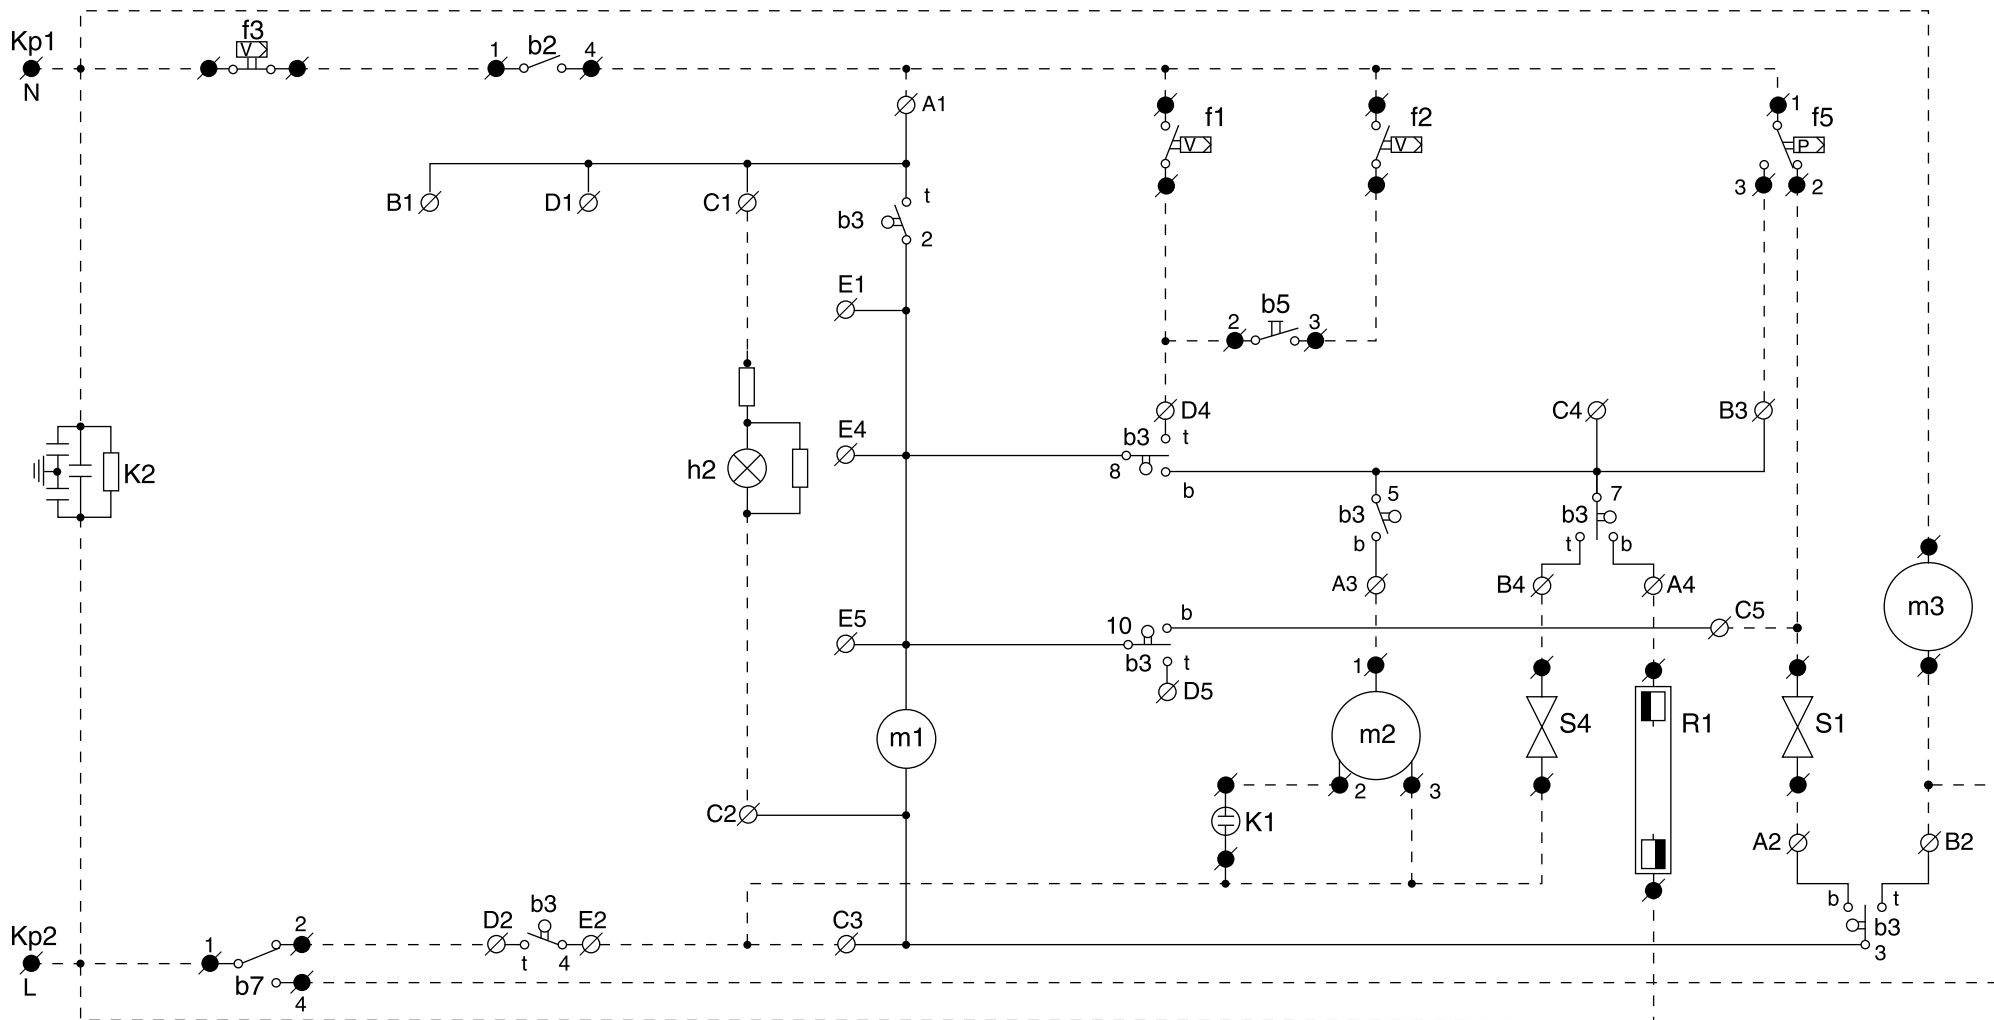 Kp1
N
f3
V
1 b2 4
A1
f1
V
f2
V
1
f5
P
3 2
B1 D1 C1
t
b3
2
E1
b5
2 3
D4
C4
B3
E4
b3
t
8
b
h2
K2
5
b3
b
7
b3
t b
A3
B4
A4
m3
E5
10
b
b3
t
C5
D5
1
m1
m2
S4
R1
S1
2
3
C2
K1
A2
B2
b
t
b3
3
Kp2
L
1
2
b7
4
D2
b3
E2
t 4
C3